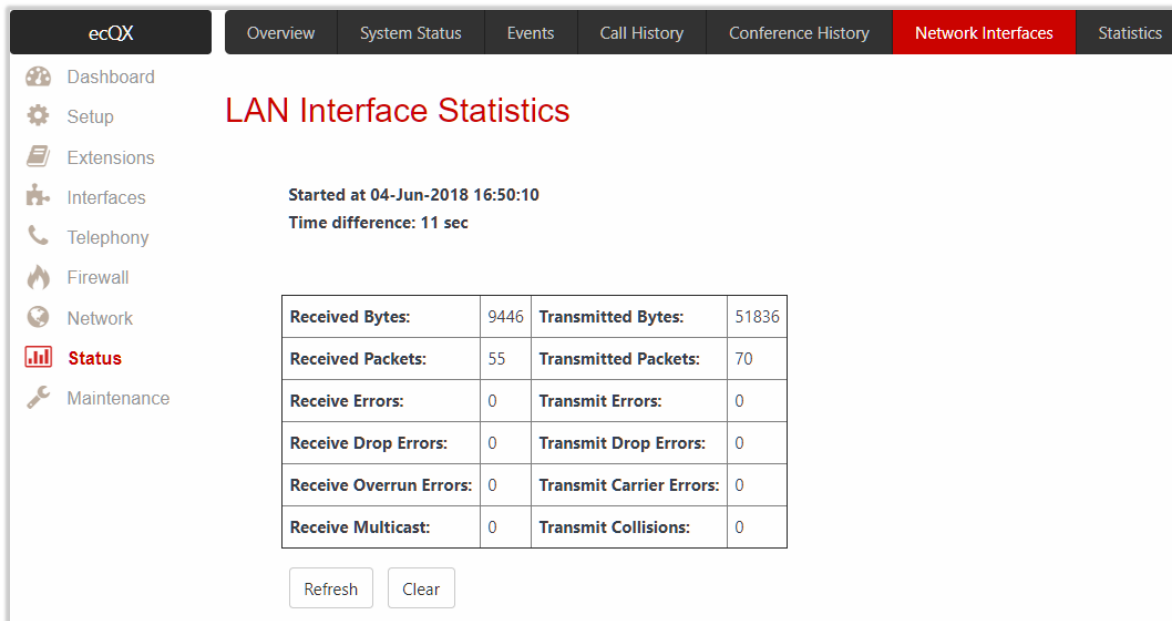 ecQX
Overview System Status Events Call History Conference History Network Interfaces Statistics
Dashboard
Setup
Extensions
Interfaces
Telephony
Firewall
Network
Status
Maintenance
LAN Interface Statistics
Started at 04-Jun-2018 16:50:10
Time difference: 11 sec
Received Bytes: 9446 Transmitted Bytes: 51836
Received Packets: 55 Transmitted Packets: 70
Receive Errors: 0 Transmit Errors: 0
Receive Drop Errors: 0 Transmit Drop Errors: 0
Receive Overrun Errors: 0 Transmit Carrier Errors: 0
Receive Multicast: 0 Transmit Collisions: 0
Refresh Clear